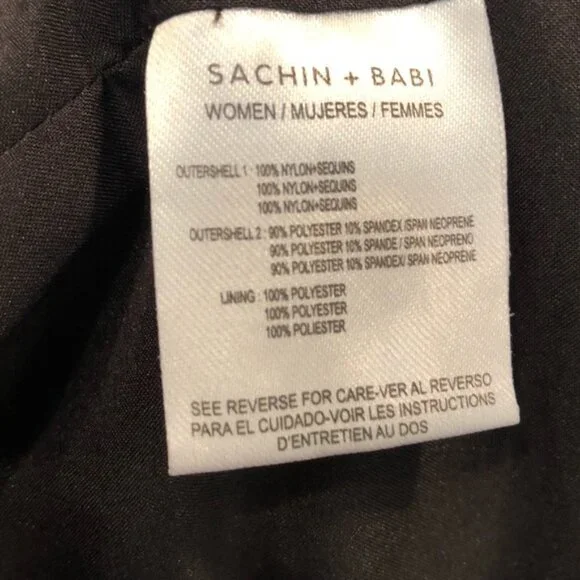 SACHIN + BABI
WOMEN / MUJERES / FEMMES
OUTERSHELL 1 : 100% NYLON+SEQUINS
100% NYLON+SEQUINS
100% NYLON+SEQUINS
OUTERSHELL 2 : 90% POLYESTER 10% SPANDEX /SPAN NEOPRENE
90% POLYESTER 10% SPANDE / SPAN NEOPRENO
90% POLYESTER 10% SPANDEX/ SPAN NEOPRENE
LINING : 100% POLYESTER
100% POLYESTER
100% POLIESTER
SEE REVERSE FOR CARE-VER AL REVERSO
PARA EL CUIDADO-VOIR LES INSTRUCTIONS
D'ENTRETIEN AU DOS